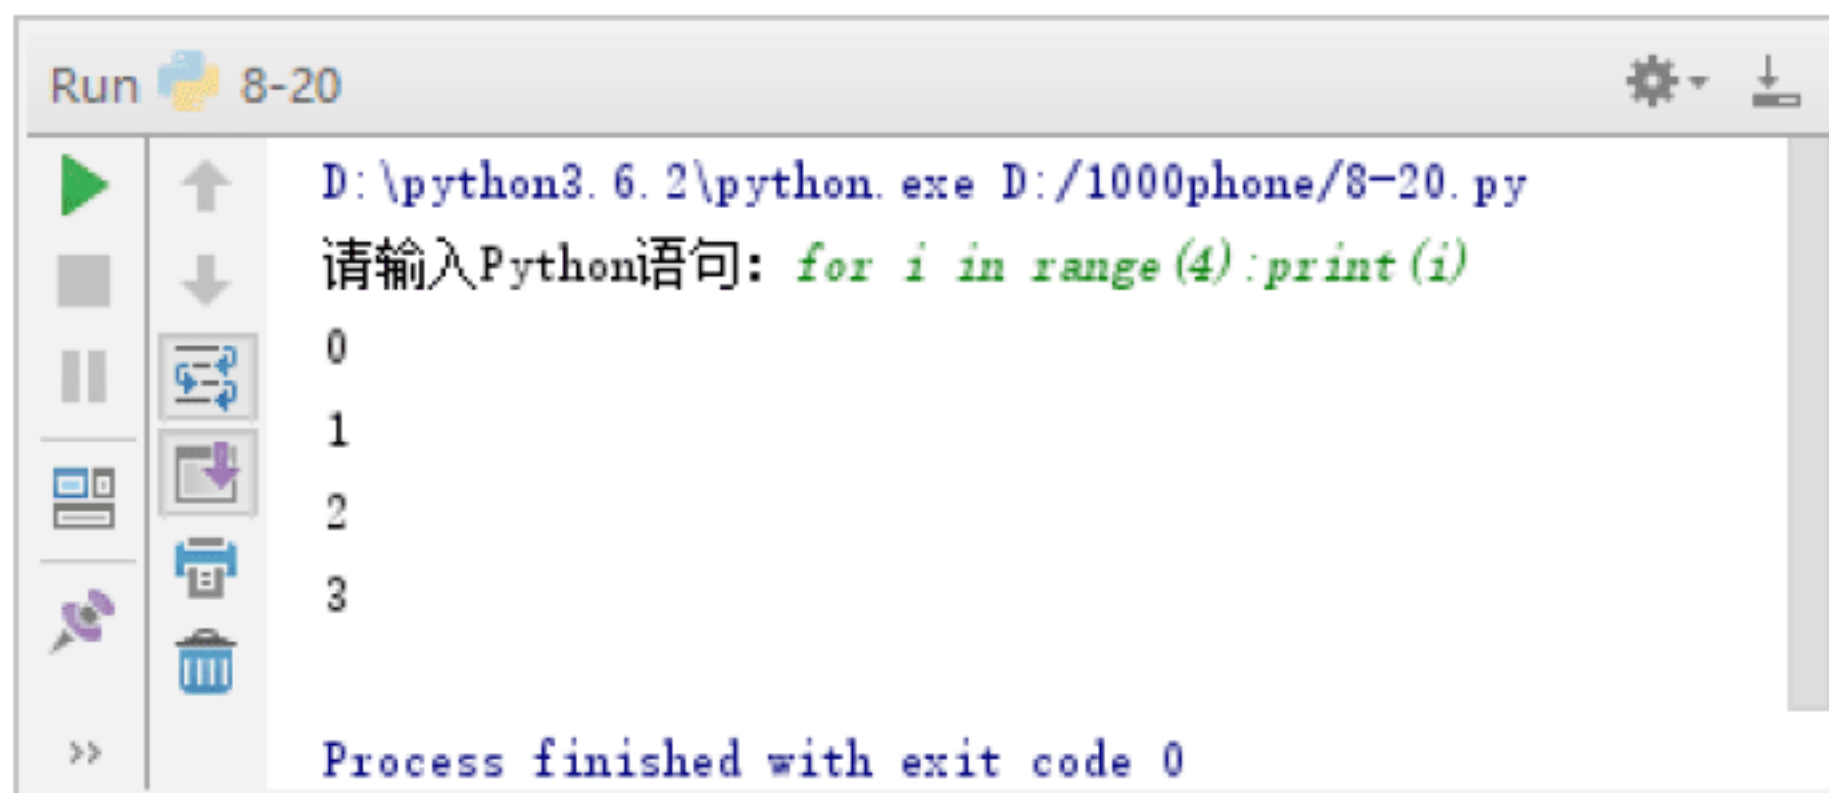 Run 8-20
D:\python3.6.2\python.exe D:/1000phone/8-20.py
请输入Python语句：for i in range(4):print(i)
0
1
2
3
Process finished with exit code 0